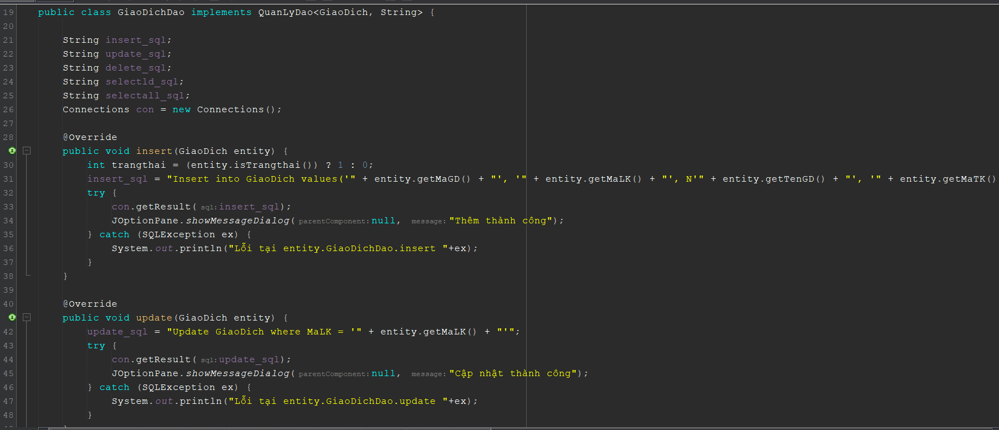 19 public class GiaoDichDao implements QuanLyDao<GiaoDich, String> {
20
21 String insert_sql;
22 String update_sql;
23 String delete_sql;
24 String selectld_sql;
25 String selectall_sql;
26 Connections con = new Connections();
27
28 @Override
public void insert(GiaoDich entity) {
30 int trangthai = (entity.isTrangthai()) ? 1 : 0;
31 insert_sql = "Insert into GiaoDich values('" + entity.getMaGD() + "', '" + entity.getMaLK() + "', N'" + entity.getTenGD() + "', '" + entity.getMaTK()
32 try {
33 con.getResult( sql: insert_sql);
34 JOptionPane.showMessageDialog( parentComponent: null, message: "Thêm thành công");
35 } catch (SQLException ex) {
36 System.out.println("Lỗi tại entity.GiaoDichDao.insert "+ex);
37 }
38 }
39
40 @Override
public void update(GiaoDich entity) {
42 update_sql = "Update GiaoDich where MaLK = '" + entity.getMaLK() + "'";
43 try {
44 con.getResult( sql: update_sql);
45 JOptionPane.showMessageDialog( parentComponent: null, message: "Cập nhật thành công");
46 } catch (SQLException ex) {
47 System.out.println("Lỗi tại entity.GiaoDichDao.update "+ex);
48 }